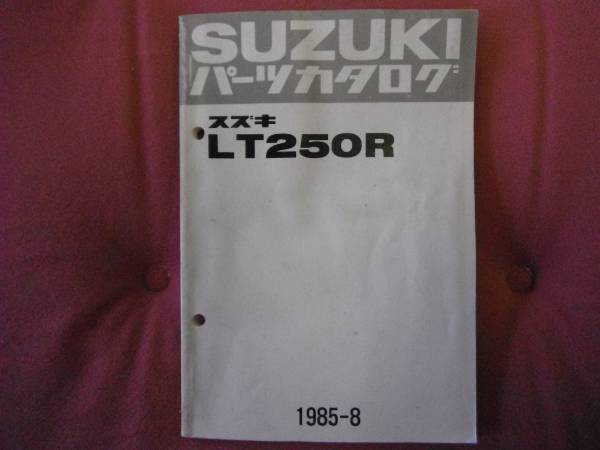 SUZUKI
パーツカタログ
スズキ
LT250R
1985-8